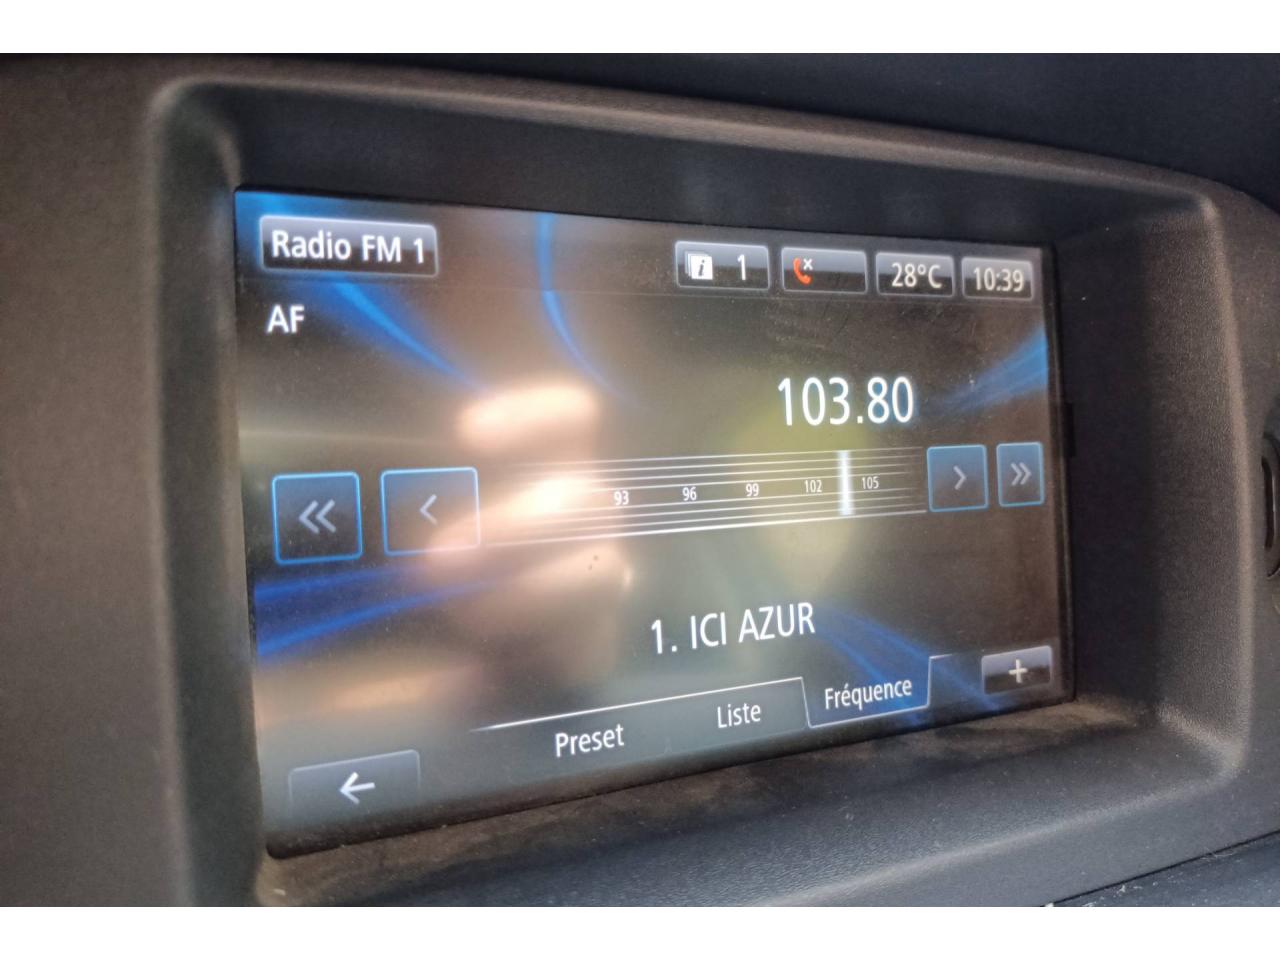 Radio FM 1
1
28°C
10:39
AF
103.80
93 96 99 102 105
1. ICI AZUR
Preset
Liste
Fréquence
+